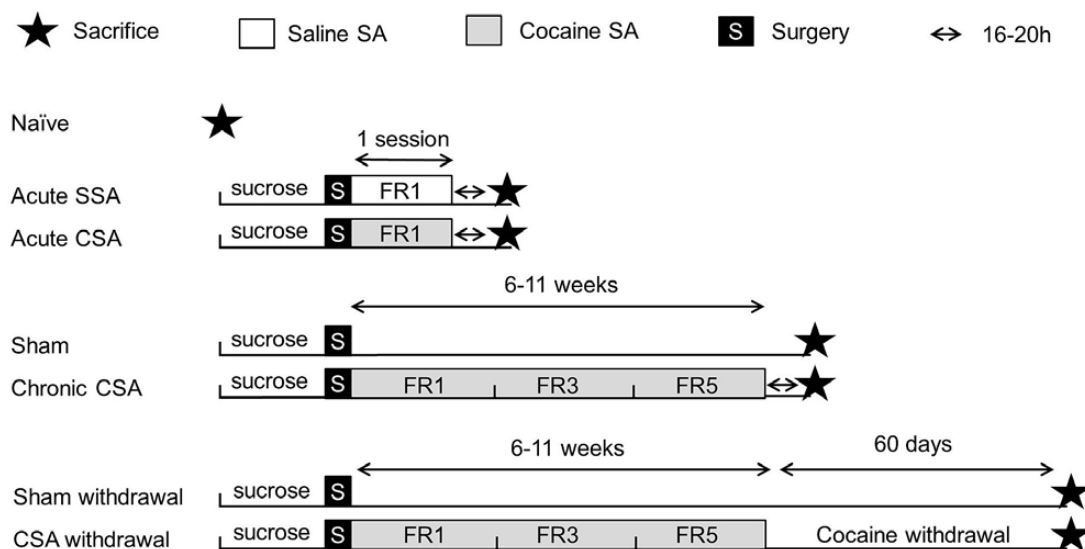 Sacrifice Saline SA Cocaine SA S Surgery 16-20h
Naïve
1 session
Acute SSA sucrose S FR1
Acute CSA sucrose S FR1
6-11 weeks
Sham sucrose S
Chronic CSA sucrose S FR1 FR3 FR5
6-11 weeks 60 days
Sham withdrawal sucrose S
CSA withdrawal sucrose S FR1 FR3 FR5 Cocaine withdrawal